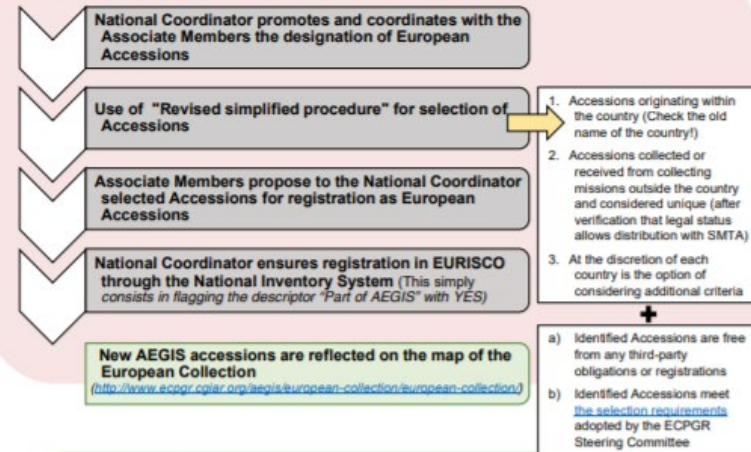 National Coordinator promotes and coordinates with the
Associate Members the designation of European
Accessions
Use of "Revised simplified procedure" for selection of
Accessions
Associate Members propose to the National Coordinator
selected Accessions for registration as European
Accessions
National Coordinator ensures registration in EURISCO
through the National Inventory System (This simply
consists in flagging the descriptor "Part of AEGIS" with YES)
New AEGIS accessions are reflected on the map of the
European Collection
(http://www.ecpgr.cgiar.org/aegis/european-collection/european-collection/)
1. Accessions originating within
the country (Check the old
name of the country!)
2. Accessions collected or
received from collecting
missions outside the country
and considered unique (after
verification that legal status
allows distribution with SMTA)
3. At the discretion of each
country is the option of
considering additional criteria
+
a) Identified Accessions are free
from any third-party
obligations or registrations
b) Identified Accessions meet
the selection requirements
adopted by the ECPGR
Steering Committee